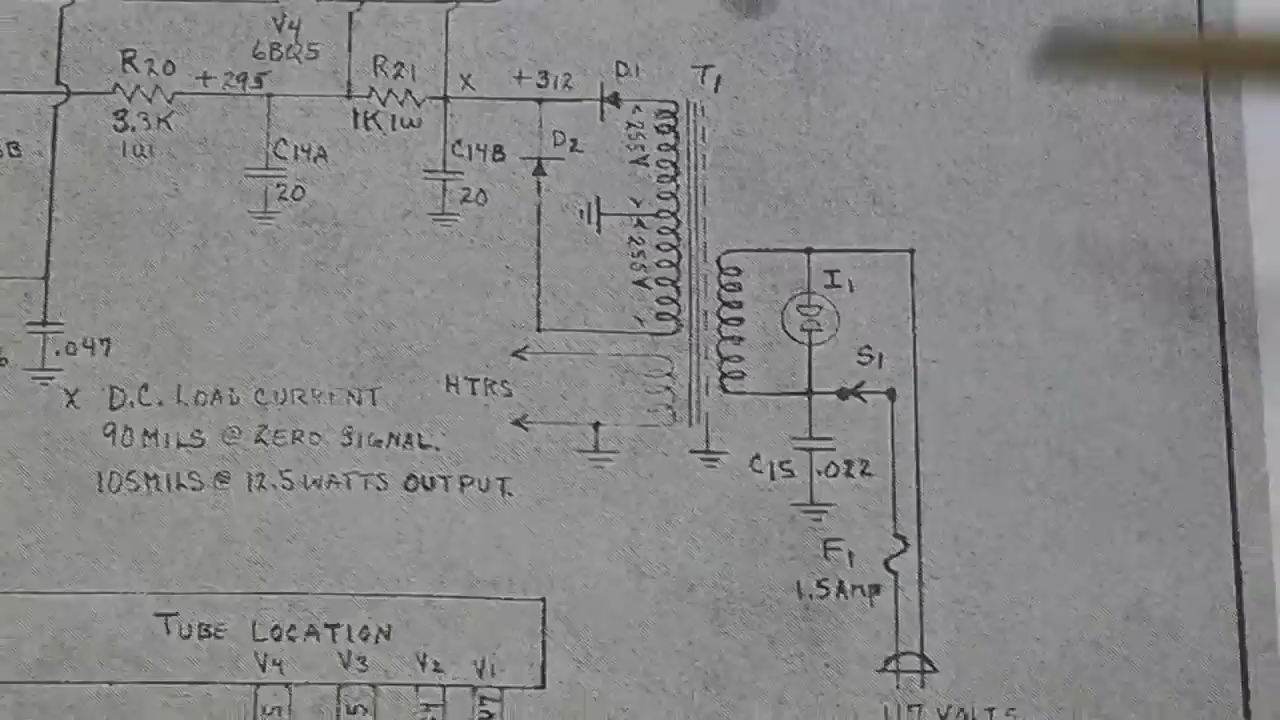 V4
6BQ5
R20
+295
R21
X
+312
D1
T1
3.3K
1W
1K 1W
C14A
20
C14B
20
D2
255V
255V
.047
I1
S1
HTRS
X D.C. LOAD CURRENT
90 MILS @ ZERO SIGNAL.
105 MILS @ 12.5 WATTS OUTPUT.
C15 .022
F1
1.5 AMP
TUBE LOCATION
V4 V3 V2 V1
117 VOLTS